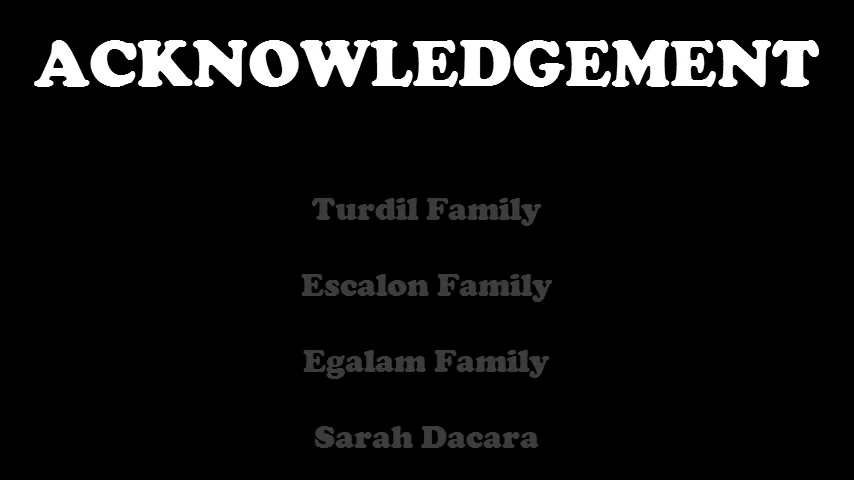 ACKNOWLEDGEMENT
Turdil Family
Escalon Family
Egalam Family
Sarah Dacara